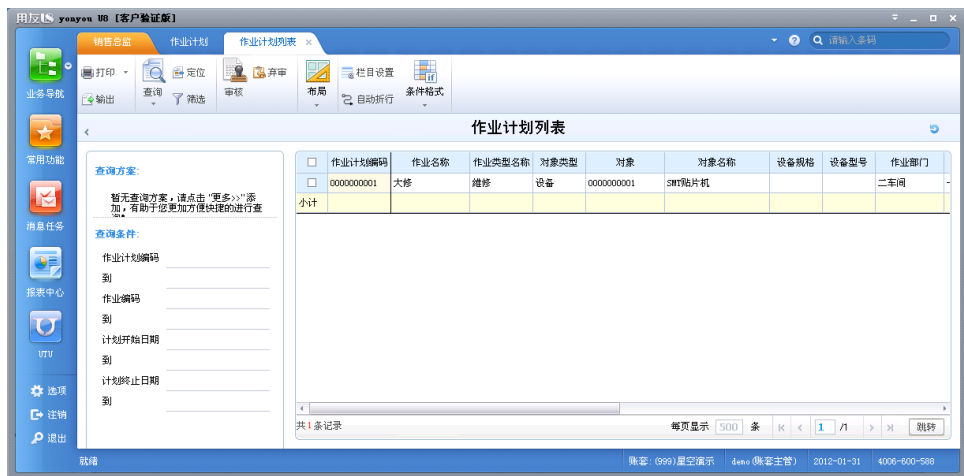 用友U8 yonyou U8 [客户验证版]
销售总监 作业计划 作业计划列表 ×
请输入条码
业务导航
常用功能
消息任务
报表中心
UTU
选项
注销
退出
打印 查询 定位 审核 弃审 布局 栏目设置 条件格式
输出 筛选 自动折行
作业计划列表
查询方案:
暂无查询方案，请点击"更多>>"添
加，有助于您更加方便快捷的进行查
查询条件:
作业计划编码
到
作业编码
到
计划开始日期
到
计划终止日期
到
作业计划编码 作业名称 作业类型名称 对象类型 对象 对象名称 设备规格 设备型号 作业部门
0000000001 大修 维修 设备 0000000001 SMT贴片机 二车间
小计
共1条记录 每页显示 500 条 1 /1 跳转
就绪 账套: (999)星空演示 demo(账套主管) 2012-01-31 4006-600-588